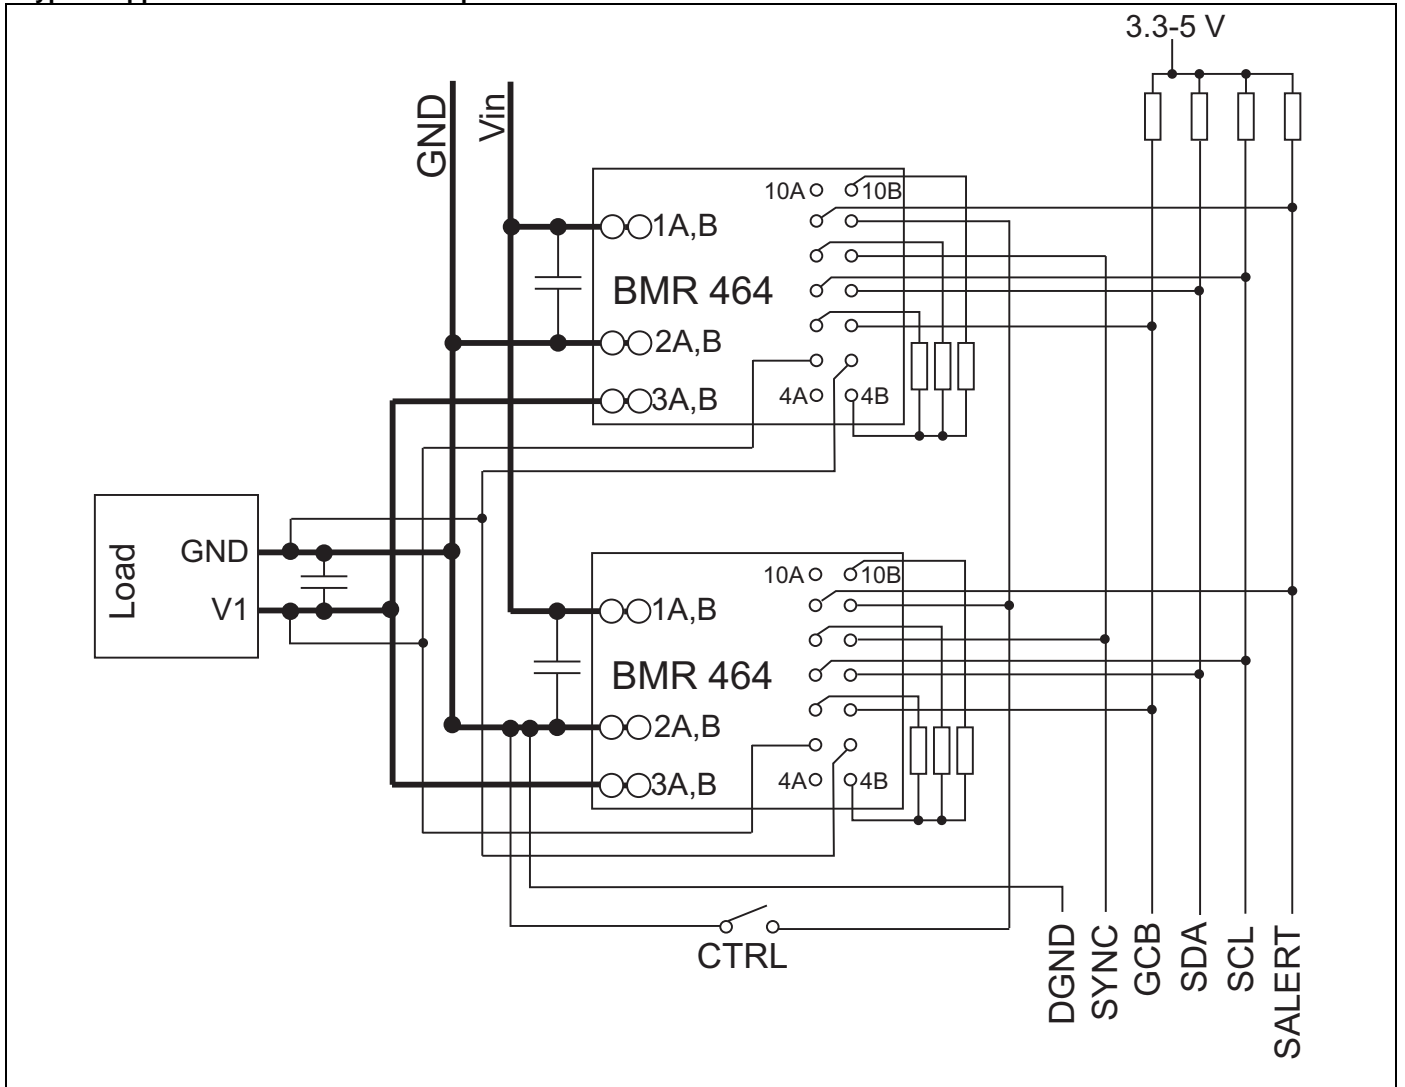 3.3-5 V
GND
Vin
10A
10B
1A,B
BMR 464
2A,B
3A,B
4A
4B
Load
GND
V1
10A
10B
1A,B
BMR 464
2A,B
3A,B
4A
4B
CTRL
DGND
SYNC
GCB
SDA
SCL
SALERT